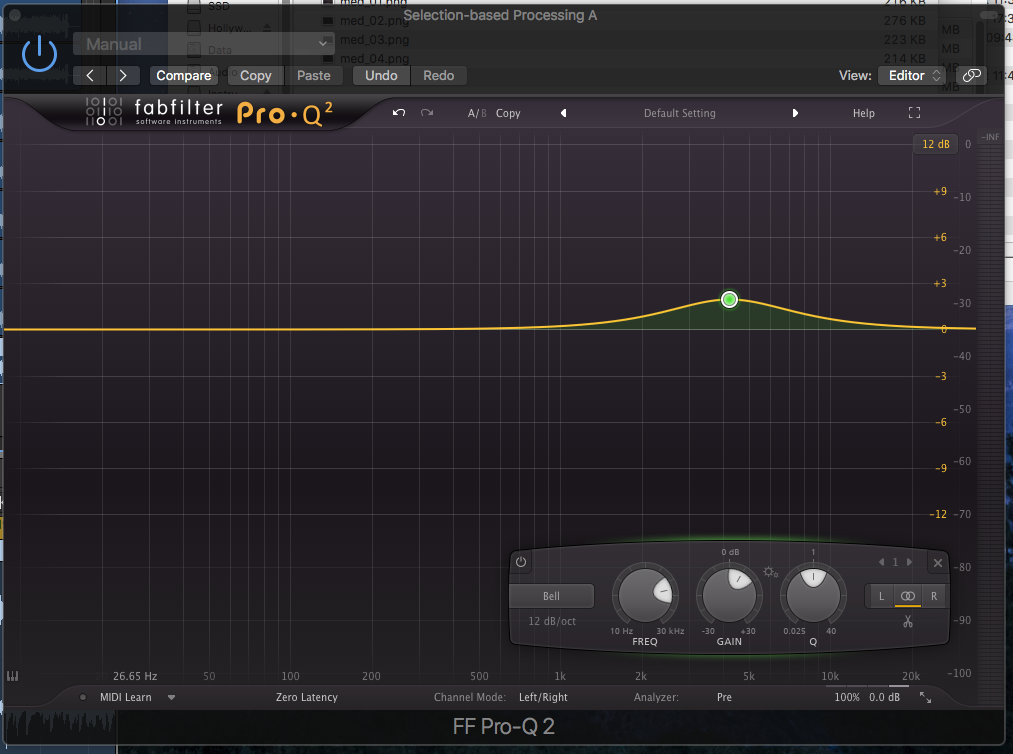 SSD
med_01.png
216 KB
Selection-based Processing A
Hollyw...
med_02.png
276 KB
MB
Manual
Data
med_03.png
223 KB
MB
med_04.png
214 KB
MB
Compare
Copy
Paste
Undo
Redo
View:
Editor
MB
fabfilter
software instruments
Pro·Q 2
A/B
Copy
Default Setting
Help
12 dB
0
-INF
+9
-10
+6
-20
+3
-30
0
-40
-3
-50
-6
-60
-9
-12
-70
-80
-90
-100
0 dB
1
1
Bell
L
R
12 dB/oct
10 Hz
30 kHz
-30
+30
0.025
40
FREQ
GAIN
Q
26.65 Hz
50
100
200
500
1k
2k
5k
10k
20k
MIDI Learn
Zero Latency
Channel Mode:
Left/Right
Analyzer:
Pre
100%
0.0 dB
FF Pro-Q 2